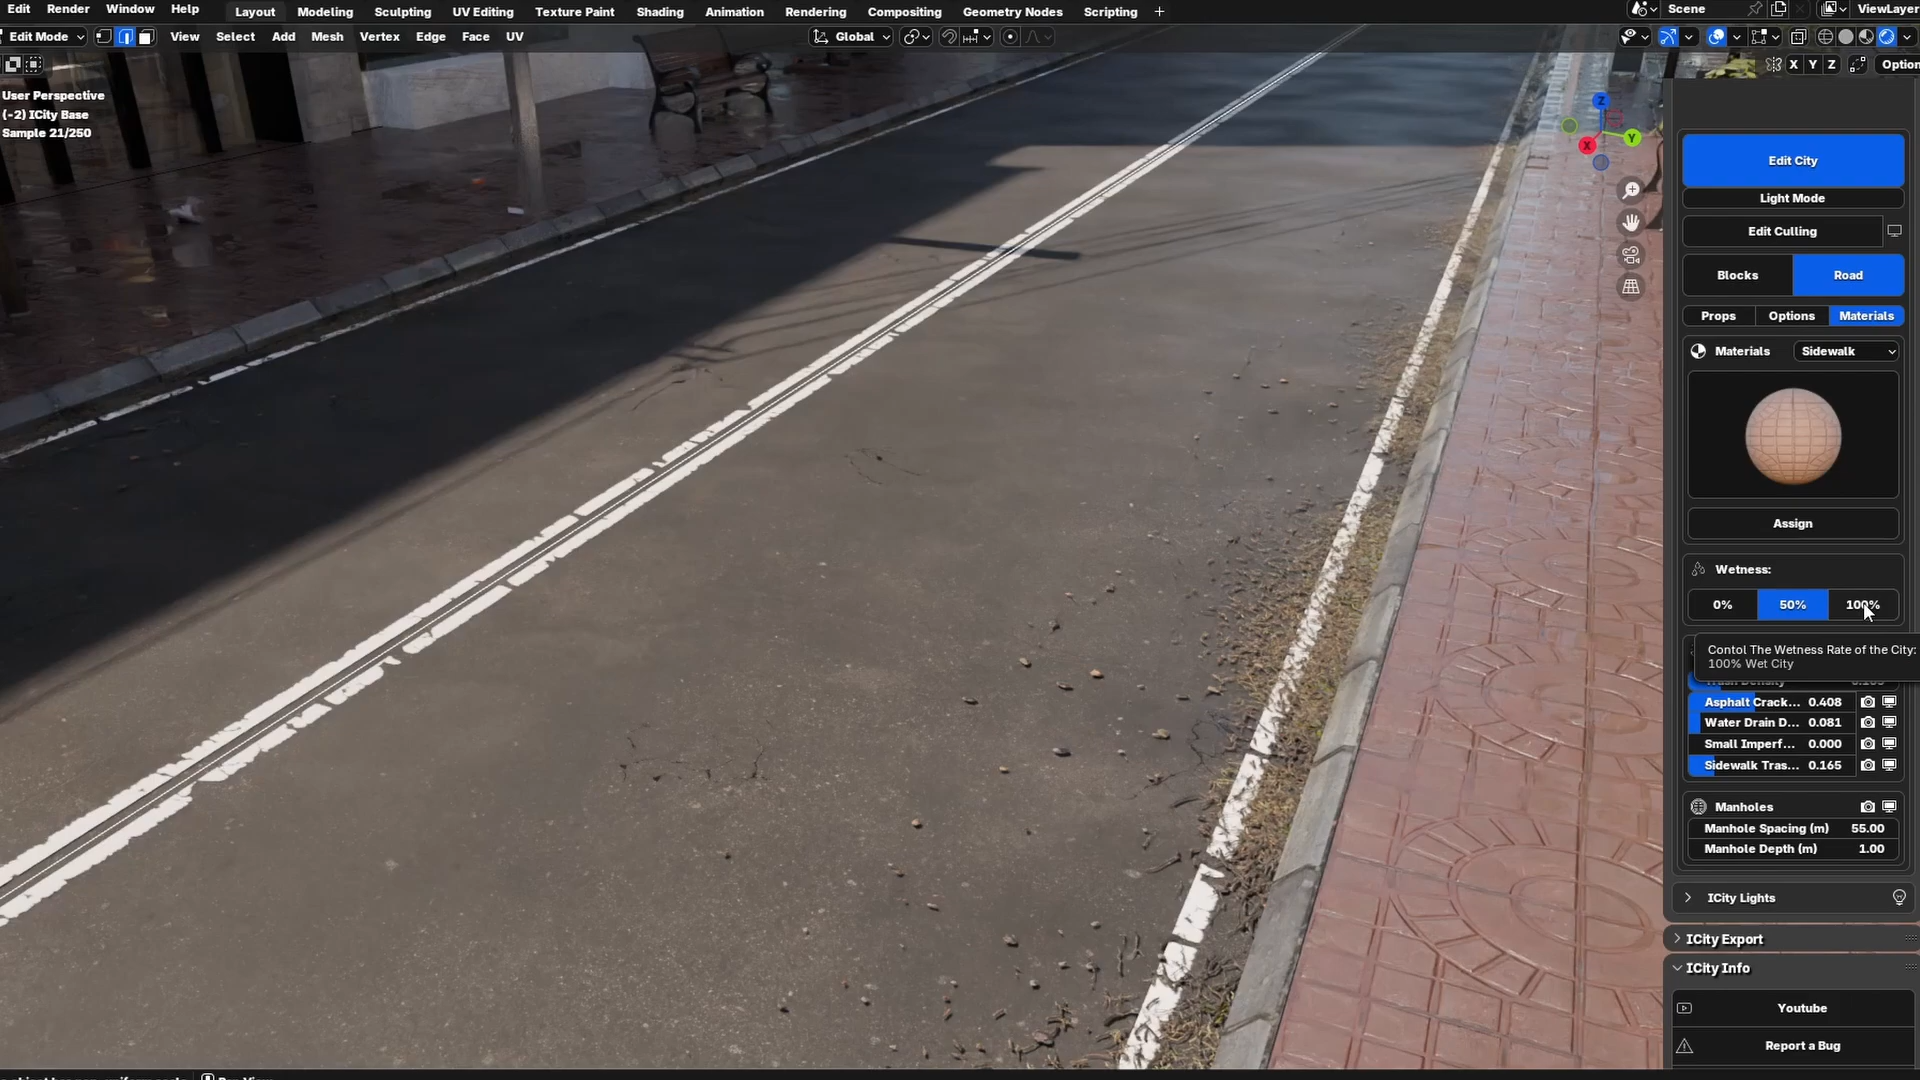 Edit Render Window Help Layout Modeling Sculpting UV Editing Texture Paint Shading Animation Rendering Compositing Geometry Nodes Scripting + Scene ViewLayer
Edit Mode View Select Add Mesh Vertex Edge Face UV Global
X Y Z Option
User Perspective
(-2) ICity Base
Sample 21/250
Z
Y
X
Edit City
Light Mode
Edit Culling
Blocks Road
Props Options Materials
Materials Sidewalk
Assign
Wetness:
0% 50% 100%
Contol The Wetness Rate of the City:
100% Wet City
Asphalt Crack... 0.408
Water Drain D... 0.081
Small Imperf... 0.000
Sidewalk Tras... 0.165
Manholes
Manhole Spacing (m) 55.00
Manhole Depth (m) 1.00
ICity Lights
ICity Export
ICity Info
Youtube
Report a Bug